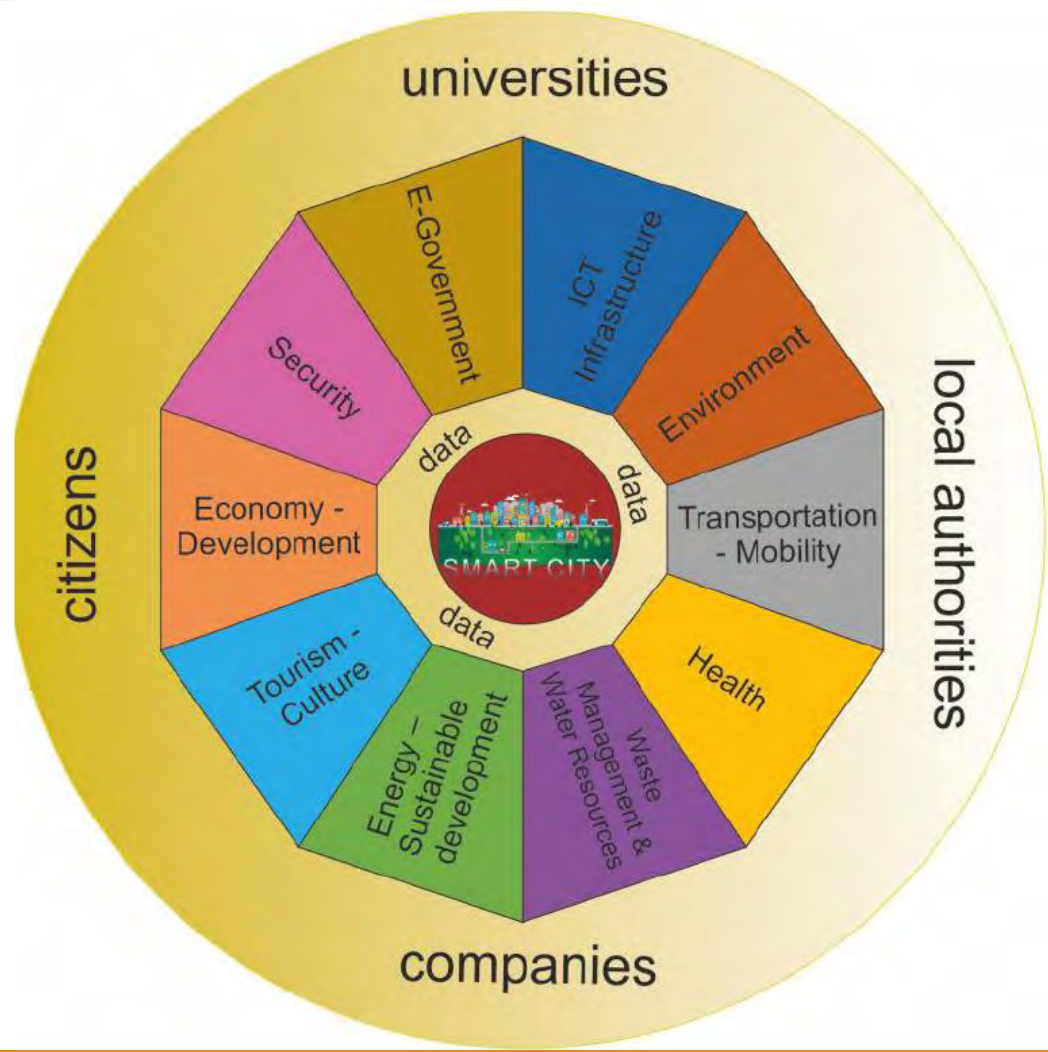 universities
E-Government
ICT
Infrastructure
Security
Environment
data
data
local authorities
citizens
Economy -
Development
Transportation
- Mobility
SMART CITY
data
Tourism -
Culture
Health
Energy –
Sustainable
development
Waste
Management &
Water Resources
companies